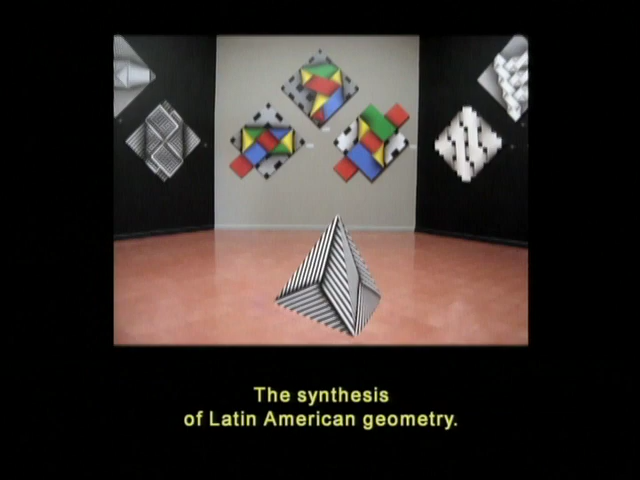 The synthesis
of Latin American geometry.